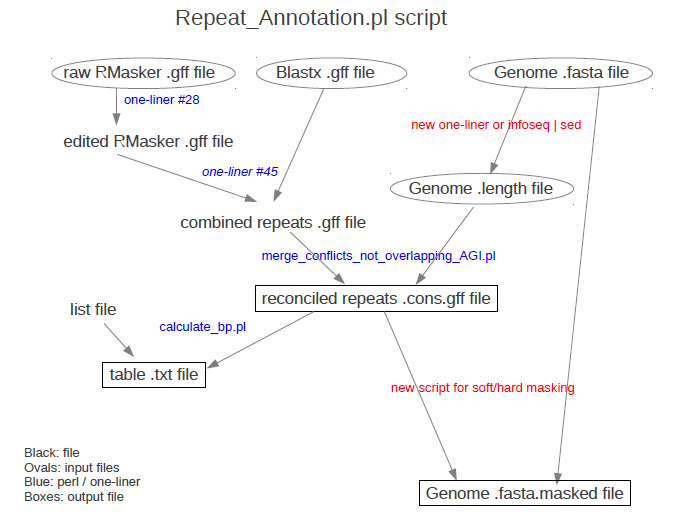 Repeat_Annotation.pl script
raw RMasker .gff file
Blastx .gff file
Genome .fasta file
one-liner #28
new one-liner or infoseq | sed
edited RMasker .gff file
one-liner #45
Genome .length file
combined repeats .gff file
merge_conflicts_not_overlapping_AGI.pl
reconciled repeats .cons.gff file
list file
calculate_bp.pl
table .txt file
new script for soft/hard masking
Black: file
Ovals: input files
Blue: perl / one-liner
Boxes: output file
Genome .fasta.masked file